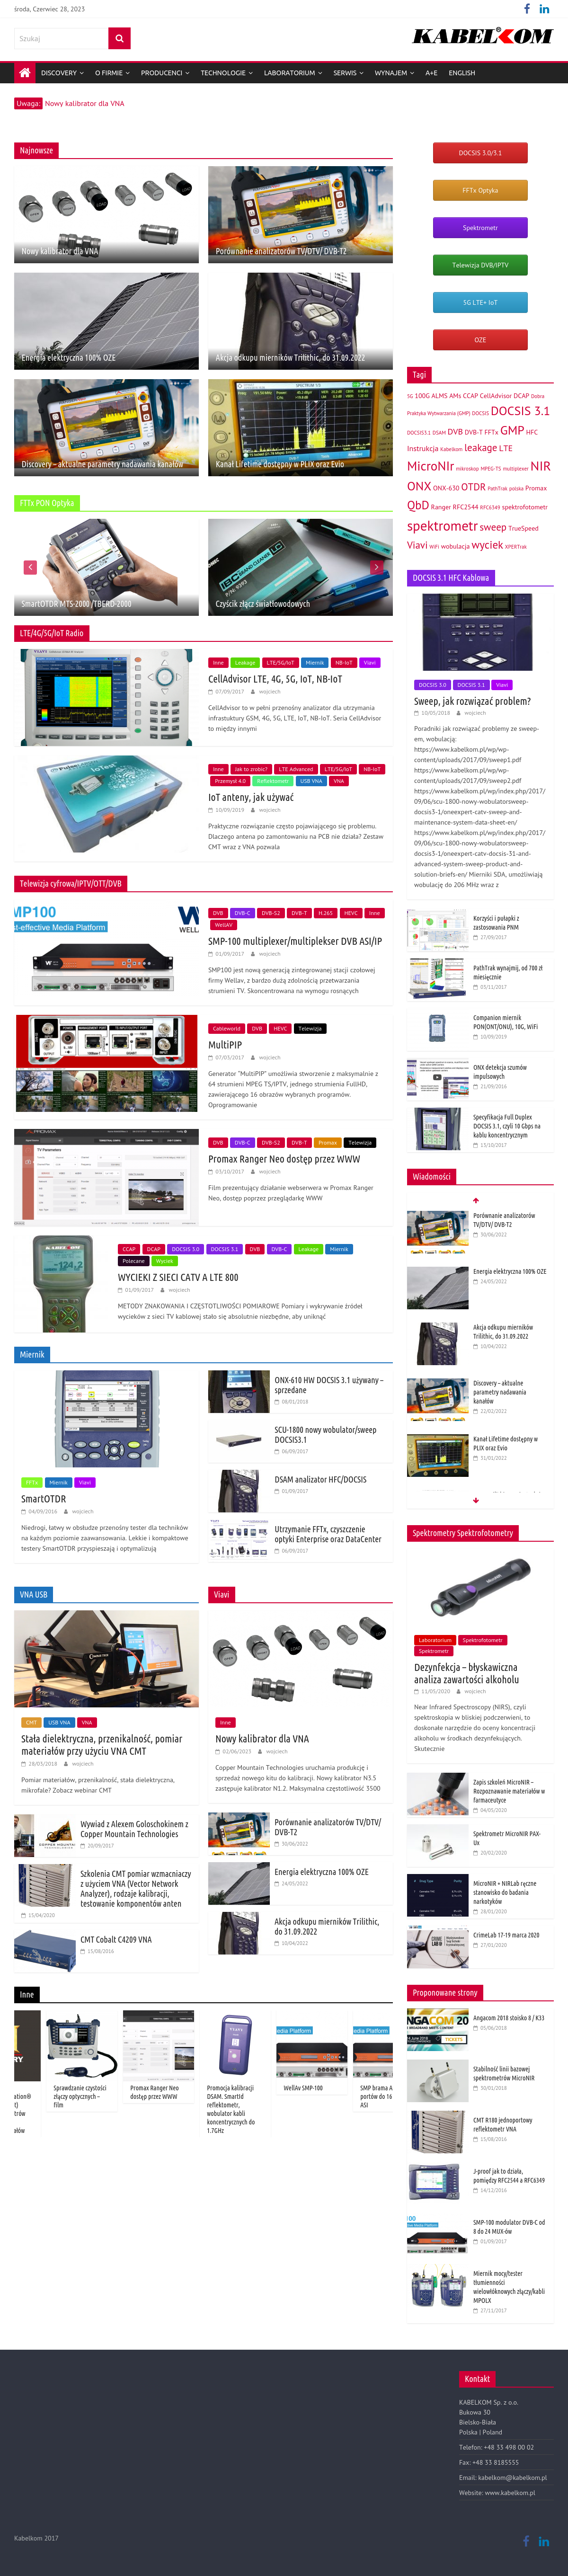 środa, Czerwiec 28, 2023
Szukaj
KABELKOM
DISCOVERY
O FIRMIE
PRODUCENCI
TECHNOLOGIE
LABORATORIUM
SERWIS
WYNAJEM
A+E
ENGLISH
Uwaga: Nowy kalibrator dla VNA
Najnowsze
Nowy kalibrator dla VNA
Porównanie analizatorów TV/DTV/ DVB-T2
Energia elektryczna 100% OZE
Akcja odkupu mierników Trilithic, do 31.09.2022
Discovery – aktualne parametry nadawania kanałów
Kanał Lifetime dostępny w PLIX oraz Evio
FTTx PON Optyka
SmartOTDR MTS-2000 /TBERD-2000
Czyścik złącz światłowodowych
LTE/4G/5G/IoT Radio
Inne Leakage LTE/5G/IoT Miernik NB-IoT Viavi
CellAdvisor LTE, 4G, 5G, IoT, NB-IoT
07/09/2017 wojciech
CellAdvisor to w pełni przenośny analizator dla utrzymania infrastruktury GSM, 4G, 5G, LTE, IoT, NB-IoT. Seria CellAdvisor to między innymi
Inne Jak to zrobic? LTE Advanced LTE/5G/IoT NB-IoT
Przemysł 4.0 Reflektometr USB VNA VNA
IoT anteny, jak używać
10/09/2019 wojciech
Praktyczne rozwiązanie często pojawiającego się problemu. Dlaczego antena po zamontowaniu na PCB nie działa? Zestaw CMT wraz z VNA pozwala
Telewizja cyfrowa/IPTV/OTT/DVB
DVB DVB-C DVB-S2 DVB-T H.265 HEVC Inne
WellAV
SMP-100 multiplexer/multiplekser DVB ASI/IP
01/09/2017 wojciech
SMP100 jest nową generacją zintegrowanej stacji czołowej firmy Wellav, bardzo z dużą gęstością przetwarzania strumieni TV. Skoncentrowana na wymogu rosnących
Cableworld DVB HEVC Telewizja
MultiPIP
07/03/2017 wojciech
Generator "MultiPIP" umożliwia stworzenie z maksymalnie z 64 strumieni MPEG TS/IPTV, jednego strumienia FullHD, zawierającego 16 obrazów wybranych programów. Oprogramowanie
DVB DVB-C DVB-S2 DVB-T Promax Telewizja
Promax Ranger Neo dostęp przez WWW
03/10/2017 wojciech
Film prezentujący działanie webserwera w Promax Ranger Neo, dostęp poprzez przeglądarkę WWW
CCAP DCAP DOCSIS 3.0 DOCSIS 3.1 DVB DVB-C Leakage Miernik
Polecane Wyciek
WYCIEKI Z SIECI CATV A LTE 800
01/09/2017 wojciech
METODY ZNAKOWANIA I CZĘSTOTLIWOŚCI POMIAROWE Pomiary i wykrywanie źródeł wycieków z sieci TV kablowej stało się absolutnie niezbędne, aby uniknąć
Miernik
FFTx Miernik Viavi
SmartOTDR
04/09/2016 wojciech
Niedrogi, łatwy w obsłudze przenośny tester dla techników na każdym poziomie zaawansowania. Lekkie i kompaktowe testery SmartOTDR przyspieszają i optymalizują
ONX-610 HW DOCSIS 3.1 używany – sprzedane
09/01/2018
SCU-1800 nowy wobulator/sweep DOCSIS3.1
06/09/2017
DSAM analizator HFC/DOCSIS
01/09/2017
Utrzymanie FFTx, czyszczenie optyki Enterprise oraz DataCenter
06/09/2017
VNA USB
CMT USB VNA VNA
Stała dielektryczna, przenikalność, pomiar materiałów przy użyciu VNA CMT
28/03/2018 wojciech
Pomiar materiałów, przenikalność, stała dielektryczna, mikrofale? Zobacz webinar CMT
Wywiad z Alexem Goloschokinem z Copper Mountain Technologies
20/09/2017
Szkolenia CMT pomiar wzmacniaczy z użyciem VNA (Vector Network Analyzer), rodzaje kalibracji, testowanie komponentów anten
15/04/2020
CMT Cobalt C4209 VNA
15/08/2016
Viavi
Inne
Nowy kalibrator dla VNA
02/06/2023 wojciech
Copper Mountain Technologies uruchamia produkcję i sprzedaż nowego kitu do kalibracji. Nowy kalibrator N3.5 zastępuje kalibrator N1.2. Maksymalna częstotliwość 3500
Porównanie analizatorów TV/DTV/ DVB-T2
30/06/2022
Energia elektryczna 100% OZE
24/05/2022
Akcja odkupu mierników Trilithic, do 31.09.2022
10/04/2022
Inne
Sprawdzanie czystości złączy optycznych – film
Promax Ranger Neo dostęp przez WWW
Promocja kalibracji DSAM. SmartId reflektometr, wobulator kabli koncentrycznych do 1.7GHz
WellAv SMP-100
DOCSIS 3.0/3.1
FFTx Optyka
Spektrometr
Telewizja DVB/IPTV
5G LTE+ IoT
OZE
Tagi
5G 100G ALMS AMs CCAP CellAdvisor DCAP Dobra Praktyka Wytwarzania (GMP) DOCSIS DOCSIS 3.1
DOCSIS3.1 DSAM DVB DVB-T FFTx GMP HFC
Instrukcja Kabelkom leakage LTE
MicroNIR mikroskop MPEG-TS multiplexer NIR
ONX ONX-630 OTDR PathTrak polska Promax
QbD Ranger RFC2544 RFC6349 spektrofotometr
spektrometr sweep TrueSpeed
Viavi WiFi wobulacja wyciek XPERTrak
DOCSIS 3.1 HFC Kablowa
DOCSIS 3.0 DOCSIS 3.1 Viavi
Sweep, jak rozwiązać problem?
10/01/2018 wojciech
Poradniki jak rozwiązać problemy ze sweep-em, wobulacją: https://www.kabelkom.pl/wp/wp-content/uploads/2017/09/sweep1.pdf https://www.kabelkom.pl/wp/wp-content/uploads/2017/09/sweep2.pdf https://www.kabelkom.pl/wp/index.php/2017/09/06/scu-1800-nowy-wobulatorsweep-docsis3-1/oneexpert-catv-sweep-and-maintenance-system-data-sheet-en/ https://www.kabelkom.pl/wp/index.php/2017/09/06/scu-1800-nowy-wobulatorsweep-docsis3-1/oneexpert-catv-docsis-31-and-advanced-sweep-service-product-and-solution-briefs-en/ Mierniki SDA, umożliwiają wobulację do 206 MHz wraz z
Korzyści i pułapki z zastosowania PNM
27/09/2017
PathTrak wynajmij, od 700 zł miesięcznie
03/11/2017
Companion miernik PON(ONT/ONU), 10G, WiFi
10/09/2019
ONX detekcja szumów impulsowych
21/09/2016
Specyfikacja Full Duplex DOCSIS 3.1, czyli 10 Gbps na kablu koncentrycznym
13/10/2017
Wiadomości
Porównanie analizatorów TV/DTV/ DVB-T2
30/06/2022
Energia elektryczna 100% OZE
24/05/2022
Akcja odkupu mierników Trilithic, do 31.09.2022
10/04/2022
Discovery – aktualne parametry nadawania kanałów
22/02/2022
Kanał Lifetime dostępny w PLIX oraz Evio
31/01/2022
Spektrometry Spektrofotometry
Laboratorium Spektrofotometr
Spektrometr
Dezynfekcja – błyskawiczna analiza zawartości alkoholu
11/05/2020 wojciech
Near Infrared Spectroscopy (NIRS), czyli spektroskopia w bliskiej podczerwieni, to doskonałe narzędzie do oceny koncentracji alkoholu w środkach dezynfekujących. Skutecznie
Zapis szkoleń MicroNIR – Rozpoznawanie materiałów w farmaceutyce
04/05/2020
Spektrometr MicroNIR PAX-Ux
20/02/2020
MicroNIR + NIRLab ręczne stanowisko do badania narkotyków
28/01/2020
CrimeLab 17-19 marca 2020
27/01/2020
Proponowane strony
Angacom 2018 stoisko 8 / K33
05/06/2018
Stabilność linii bazowej spektrometrów MicroNIR
30/01/2018
CMT R180 jednoportowy reflektometr VNA
15/08/2016
J-proof jak to działa, pomiędzy RFC2544 a RFC6349
14/12/2016
SMP-100 modulator DVB-C od 8 do 24 MUX-ów
01/09/2017
Miernik mocy/tester tłumienności wielowłóknowych złączy/kabli MPOLX
27/11/2017
Kontakt
KABELKOM Sp. z o.o.
Bukowa 30
Bielsko-Biala
Polska I Poland
Telefon: +48 33 498 00 02
Fax: +48 33 8185555
Email: kabelkom@kabelkom.pl
Website: www.kabelkom.pl
Kabelkom 2017